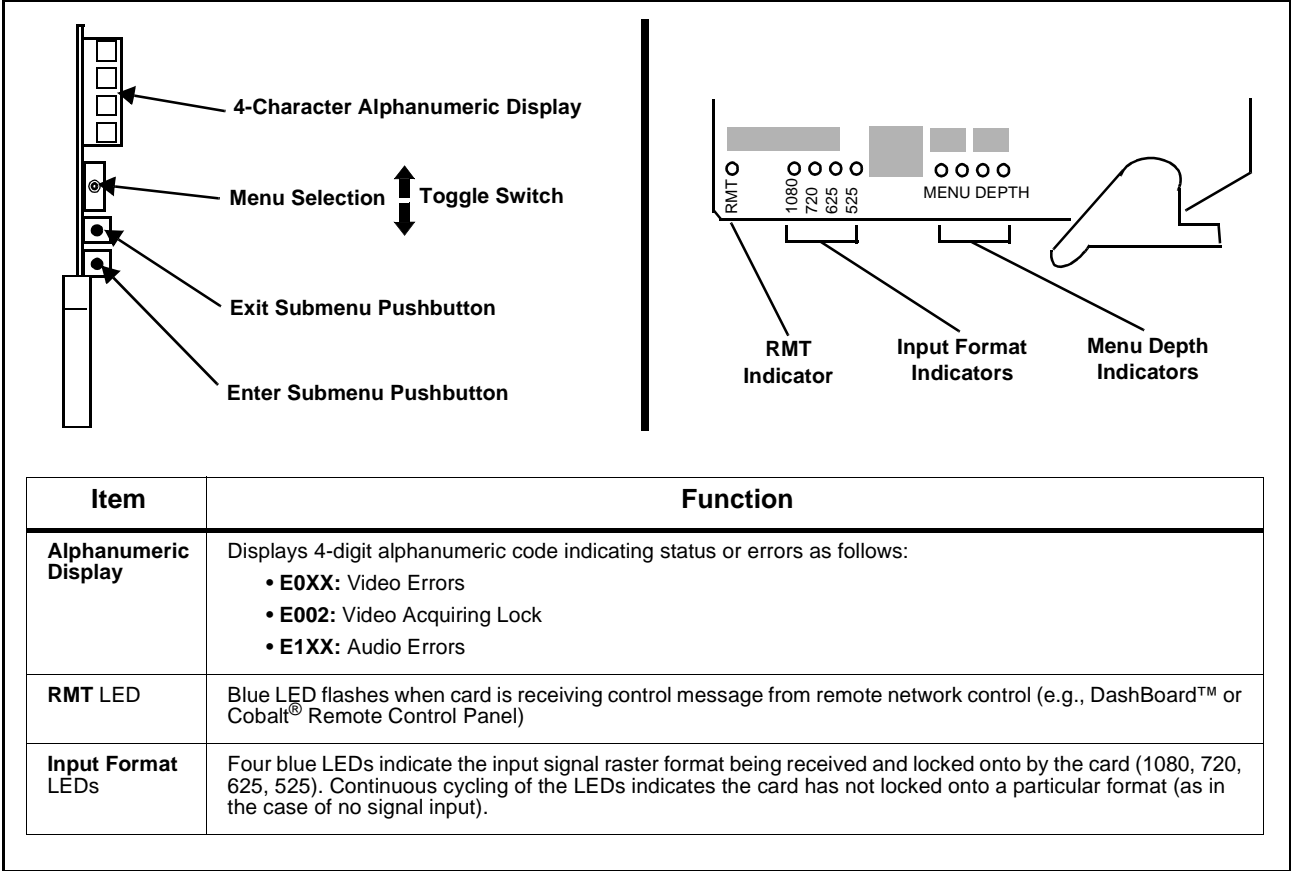 4-Character Alphanumeric Display
Menu Selection
Toggle Switch
Exit Submenu Pushbutton
Enter Submenu Pushbutton
RMT
1080
720
625
525
MENU DEPTH
RMT
Indicator
Input Format
Indicators
Menu Depth
Indicators
Item
Function
Alphanumeric
Display
Displays 4-digit alphanumeric code indicating status or errors as follows:
• E0XX: Video Errors
• E002: Video Acquiring Lock
• E1XX: Audio Errors
RMT LED
Blue LED flashes when card is receiving control message from remote network control (e.g., DashBoard™ or
Cobalt® Remote Control Panel)
Input Format
LEDs
Four blue LEDs indicate the input signal raster format being received and locked onto by the card (1080, 720,
625, 525). Continuous cycling of the LEDs indicates the card has not locked onto a particular format (as in
the case of no signal input).